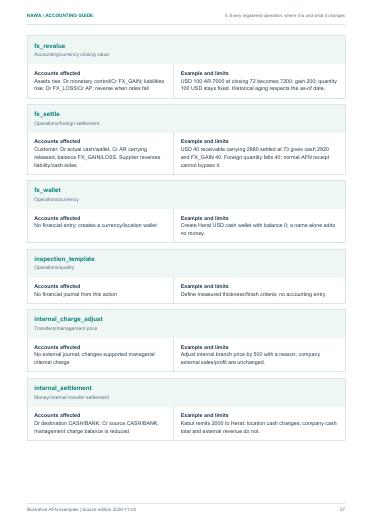 NAWA | ACCOUNTING GUIDE
5. Every registered operation: where it is and what it changes
fx_revalue
Accounting/currency closing value
Accounts affected
Assets rise: Dr monetary control/Cr FX_GAIN; liabilities
rise: Dr FX_LOSS/Cr AP; reverse when rates fall
Example and limits
USD 100 AR 7000 at closing 72 becomes 7200: gain 200; quantity
100 USD stays fixed. Historical aging respects the as-of date.
fx_settle
Operations/foreign settlement
Accounts affected
Customer: Dr actual cash/wallet, Cr AR carrying
released, balance FX_GAIN/LOSS. Supplier reverses
liability/cash sides
Example and limits
USD 40 receivable carrying 2880 settled at 73 gives cash 2920
and FX_GAIN 40. Foreign quantity falls 40; normal AFN receipt
cannot bypass it.
fx_wallet
Operations/currency
Accounts affected
No financial entry; creates a currency/location wallet
Example and limits
Create Herat USD cash wallet with balance 0; a name alone adds
no money.
inspection_template
Operations/quality
Accounts affected
No financial journal from this action
Example and limits
Define measured thickness/finish criteria; no accounting entry.
internal_charge_adjust
Transfers/management price
Accounts affected
No external journal; changes supported managerial
internal charge
Example and limits
Adjust internal branch price by 500 with a reason; company
external sales/profit are unchanged.
internal_settlement
Money/internal transfer settlement
Accounts affected
Dr destination CASH/BANK; Cr source CASH/BANK;
management charge balance is reduced
Example and limits
Kabul remits 2000 to Herat: location cash changes; company cash
total and external revenue do not.
Illustrative AFN examples | Source edition 2026-11-02
37